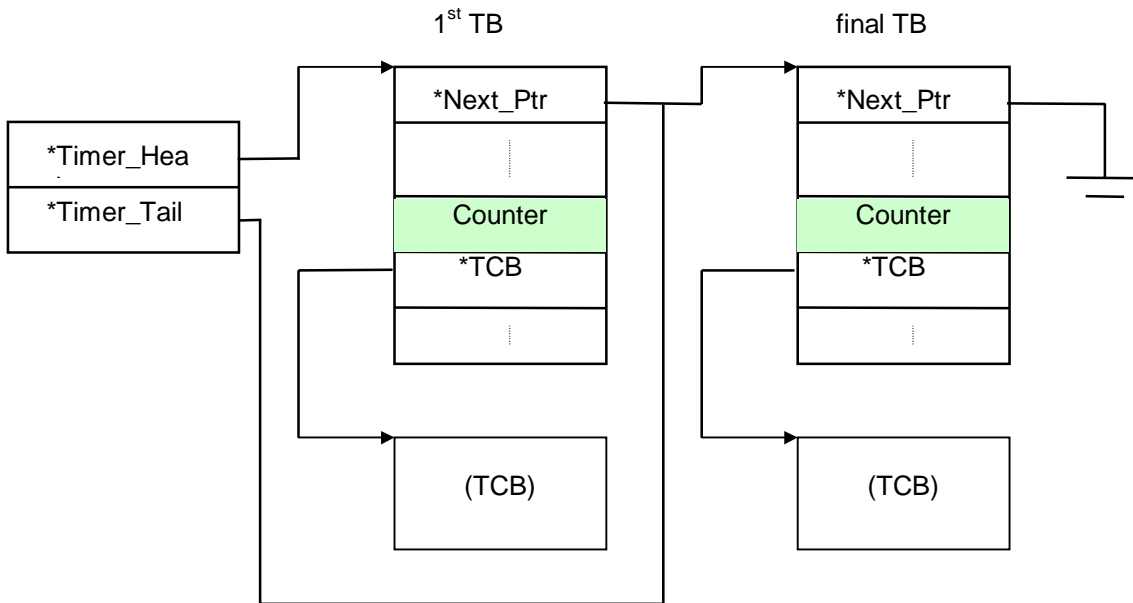 1st TB
final TB
*Next_Ptr
*Next_Ptr
*Timer_Hea
*Timer_Tail
Counter
Counter
*TCB
*TCB
(TCB)
(TCB)